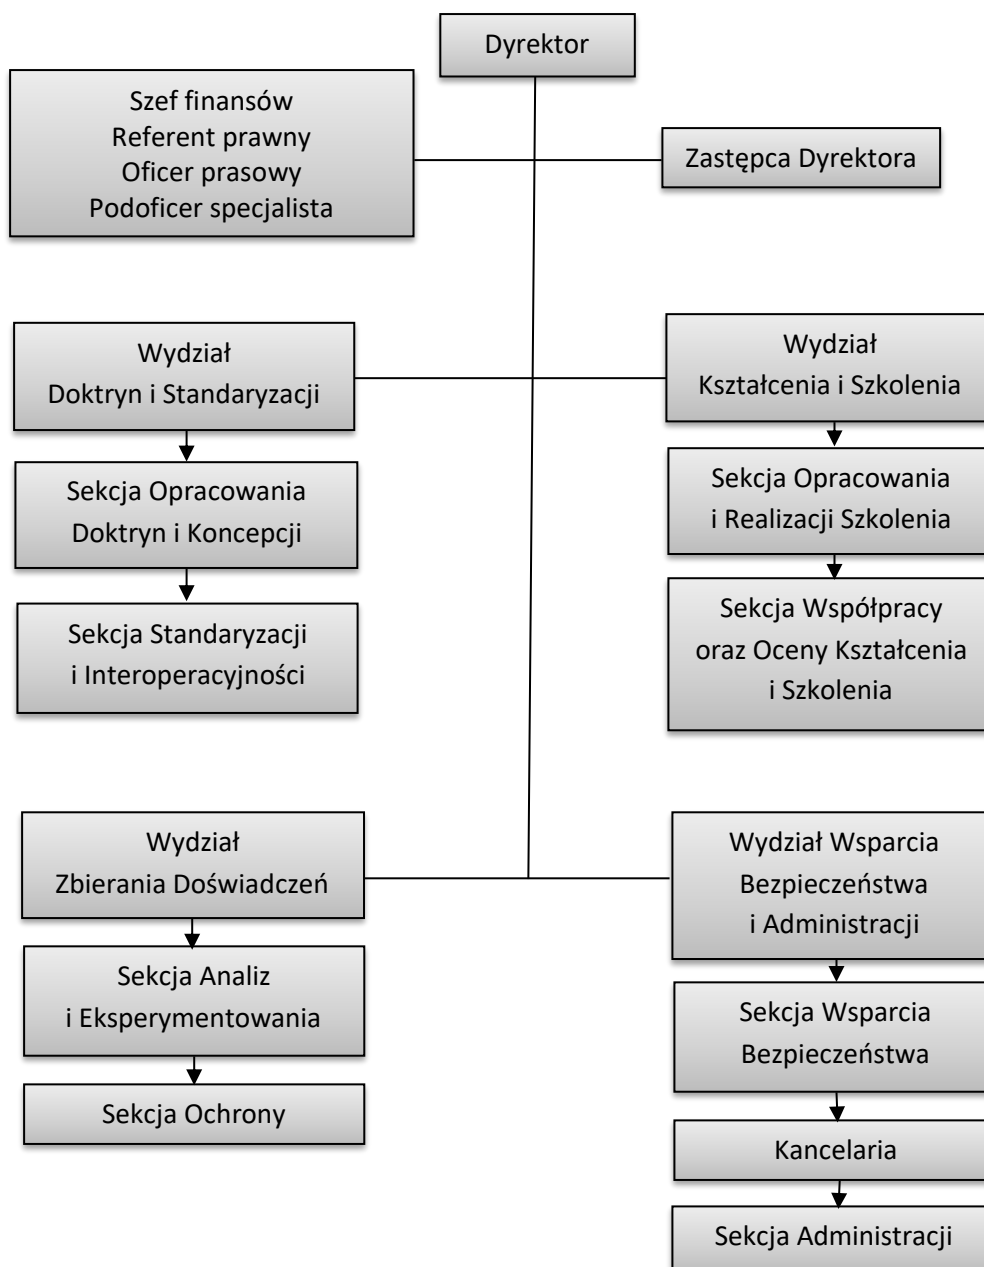 Dyrektor
Szef finansów
Referent prawny
Oficer prasowy
Podoficer specjalista
Zastępca Dyrektora
Wydział
Doktryn i Standaryzacji
Sekcja Opracowania
Doktryn i Koncepcji
Sekcja Standaryzacji
i Interoperacyjności
Wydział
Kształcenia i Szkolenia
Sekcja Opracowania
i Realizacji Szkolenia
Sekcja Współpracy
oraz Oceny Kształcenia
i Szkolenia
Wydział
Zbierania Doświadczeń
Sekcja Analiz
i Eksperymentowania
Sekcja Ochrony
Wydział Wsparcia
Bezpieczeństwa
i Administracji
Sekcja Wsparcia
Bezpieczeństwa
Kancelaria
Sekcja Administracji